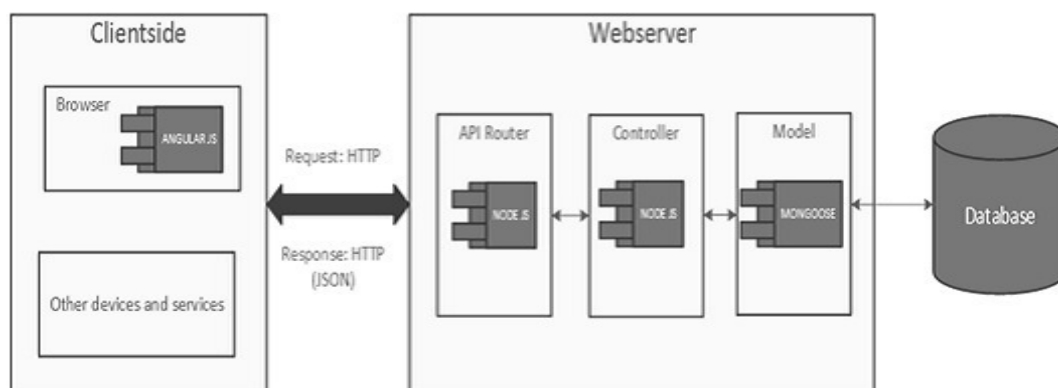 Clientside
Browser
ANGULAR.JS
Other devices and services
Request: HTTP
Response: HTTP
(JSON)
Webserver
API Router
NODE.JS
Controller
NODE.JS
Model
MONGOOSE
Database